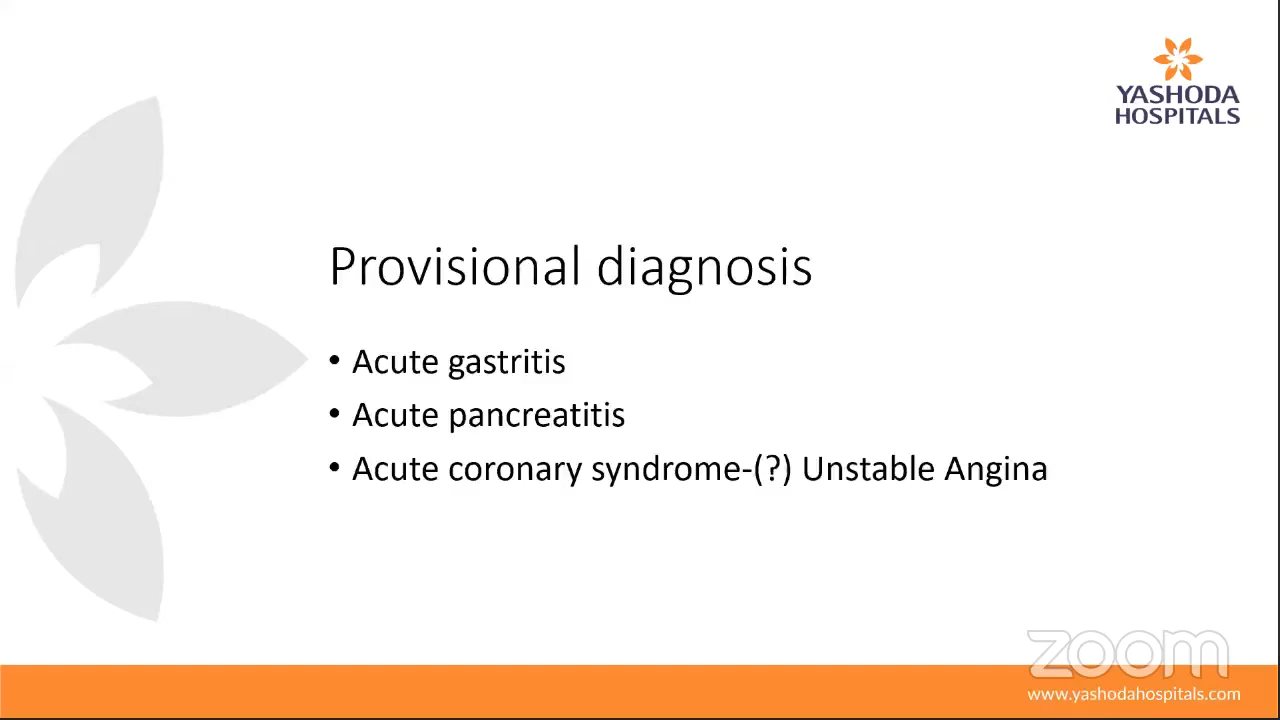 YASHODA
HOSPITALS
Provisional diagnosis
• Acute gastritis
• Acute pancreatitis
• Acute coronary syndrome-(?) Unstable Angina
zoom
www.yashodahospitals.com